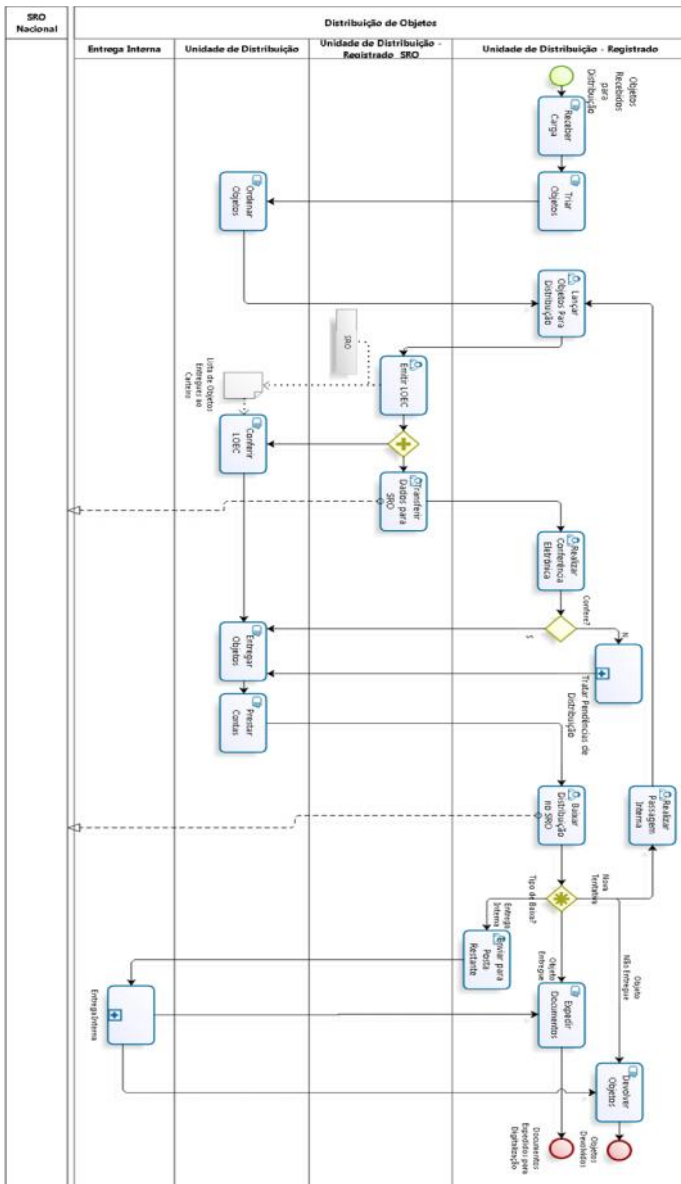 SRO
Nacional
Distribuição de Objetos
Entrega Interna
Unidade de Distribuição
Unidade de Distribuição -
Registrado SRO
Unidade de Distribuição - Registrado
Objetos
Recebidos
para
Distribuição
Receber
Carga
Triar
Objetos
Ordenar
Objetos
Lançar
Objetos Para
Distribuição
SRO
Emitir LOEC
Lista de Objetos
Entregues ao
Carteiro
Conferir
LOEC
Transferir
Dados para
SRO
Realizar
Conferência
Eletrônica
Confere?
N
S
Tratar Pendências de
Distribuição
Entregar
Objetos
Prestar
Contas
Baixar
Distribuição
no SRO
Realizar
Passagem
Interna
Nova
Tentativa
Tipo de Baixa?
Entrega
Interna
Objeto
Entregue
Objeto
Não Entregue
Enviar para
Posta
Restante
Entrega Interna
Expedir
Documentos
Devolver
Objetos
Documentos
Expedidos para
Digitalização
Objetos
Devolvidos